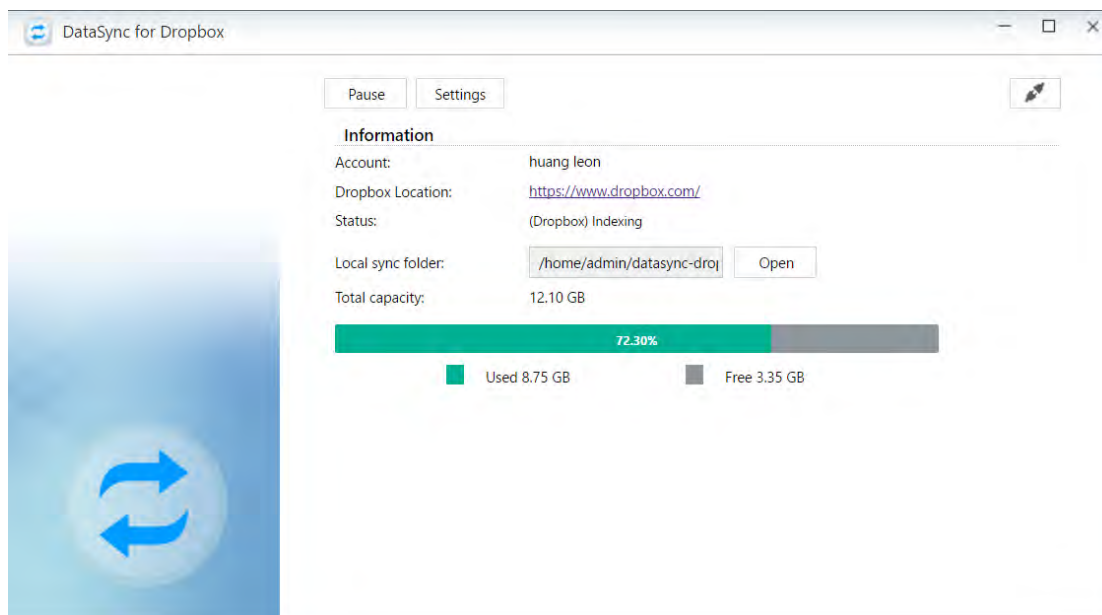 DataSync for Dropbox
Pause Settings
Information
Account: huang leon
Dropbox Location: https://www.dropbox.com/
Status: (Dropbox) Indexing
Local sync folder: /home/admin/datasync-drop Open
Total capacity: 12.10 GB
72.30%
Used 8.75 GB Free 3.35 GB